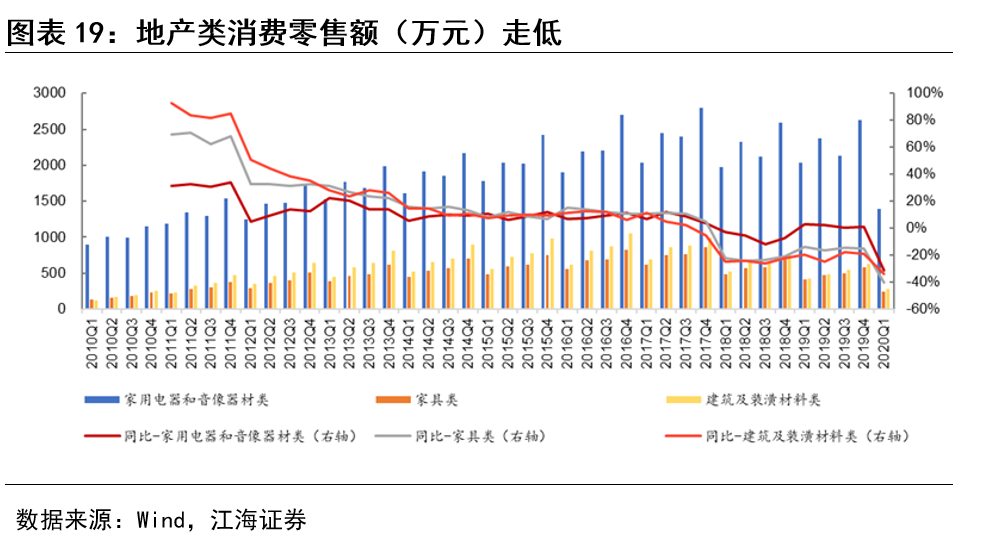 图表 19：地产类消费零售额（万元）走低
3000
2500
2000
1500
1000
500
0
100%
80%
60%
40%
20%
0%
-20%
-40%
-60%
2010Q1
2010Q2
2010Q3
2010Q4
2011Q1
2011Q2
2011Q3
2011Q4
2012Q1
2012Q2
2012Q3
2012Q4
2013Q1
2013Q2
2013Q3
2013Q4
2014Q1
2014Q2
2014Q3
2014Q4
2015Q1
2015Q2
2015Q3
2015Q4
2016Q1
2016Q2
2016Q3
2016Q4
2017Q1
2017Q2
2017Q3
2017Q4
2018Q1
2018Q2
2018Q3
2018Q4
2019Q1
2019Q2
2019Q3
2019Q4
2020Q1
家用电器和音像器材类 家具类 建筑及装潢材料类
同比-家用电器和音像器材类（右轴） 同比-家具类（右轴） 同比-建筑及装潢材料类（右轴）
数据来源：Wind，江海证券